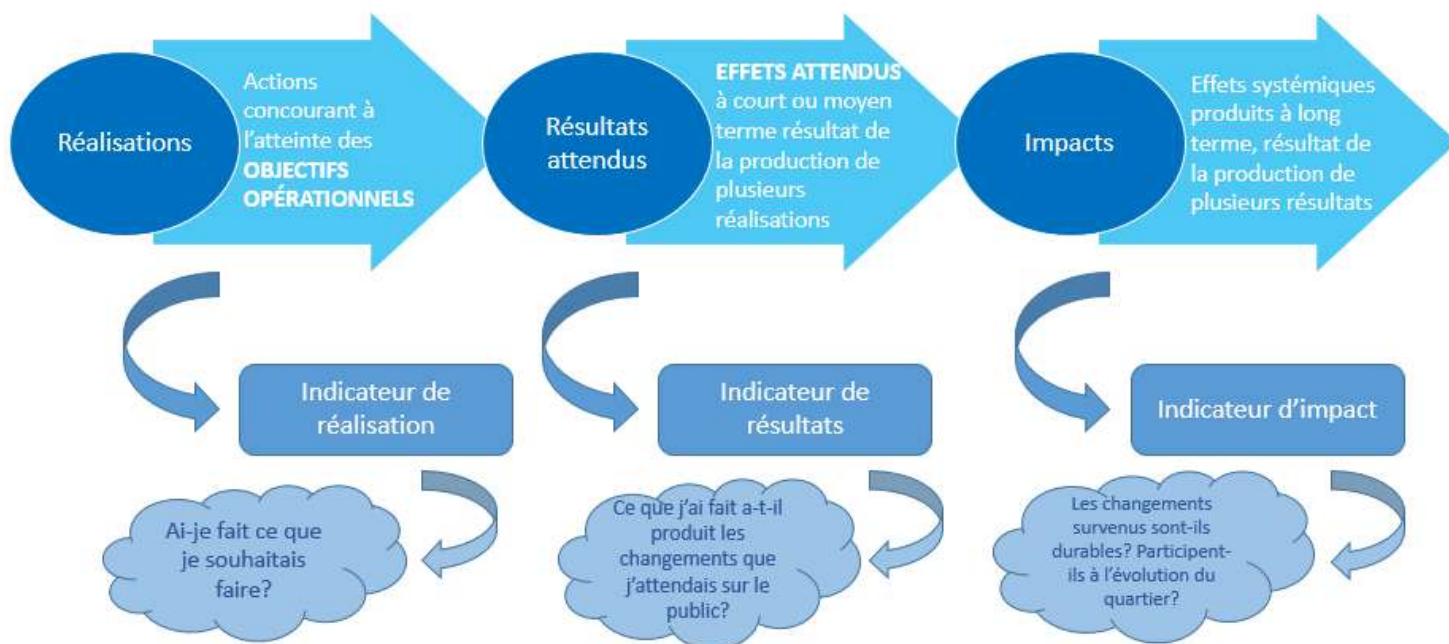 Réalisations
Actions
concourant à
l'atteinte des
OBJECTIFS
OPÉRATIONNELS
Résultats
attendus
EFFETS ATTENDUS
à court ou moyen
terme résultat de
la production de
plusieurs
réalisations
Impacts
Effets systémiques
produits à long
terme, résultat de
la production de
plusieurs résultats
Indicateur de
réalisation
Indicateur de
résultats
Indicateur d'impact
Ai-je fait ce que
je souhaitais
faire?
Ce que j'ai fait a-t-il
produit les
changements que
j'attendais sur le
public?
Les changements
survenus sont-ils
durables? Participent-
ils à l'évolution du
quartier?